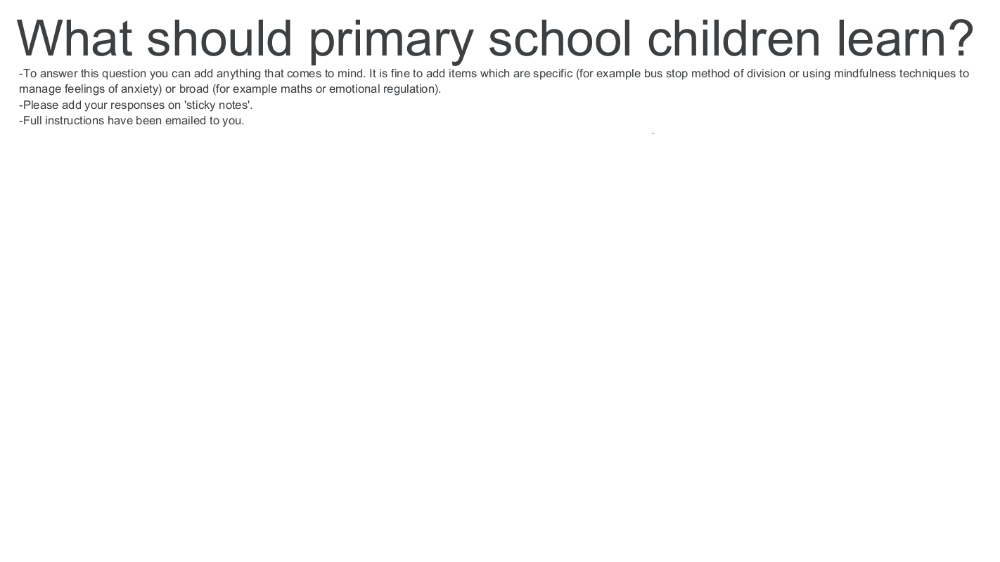 What should primary school children learn?
-To answer this question you can add anything that comes to mind. It is fine to add items which are specific (for example bus stop method of division or using mindfulness techniques to
manage feelings of anxiety) or broad (for example maths or emotional regulation).
-Please add your responses on 'sticky notes'.
-Full instructions have been emailed to you.